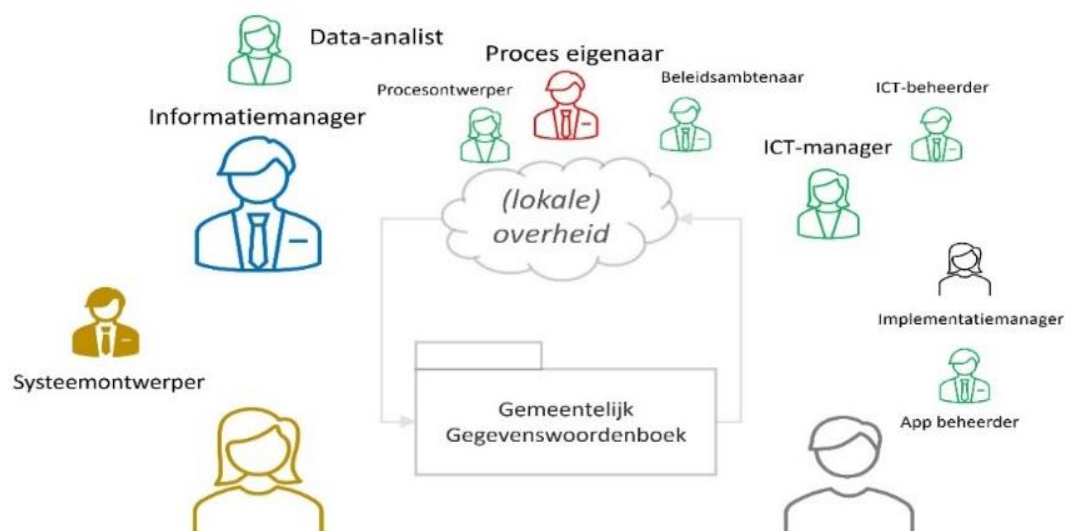 Data-analist
Proces eigenaar
Procesontwerper
Beleidsambtenaar
ICT-beheerder
Informatiemanager
ICT-manager
(lokale)
overheid
Implementatiemanager
Systeemontwerper
Gemeentelijk
Gegevenswoordenboek
App beheerder